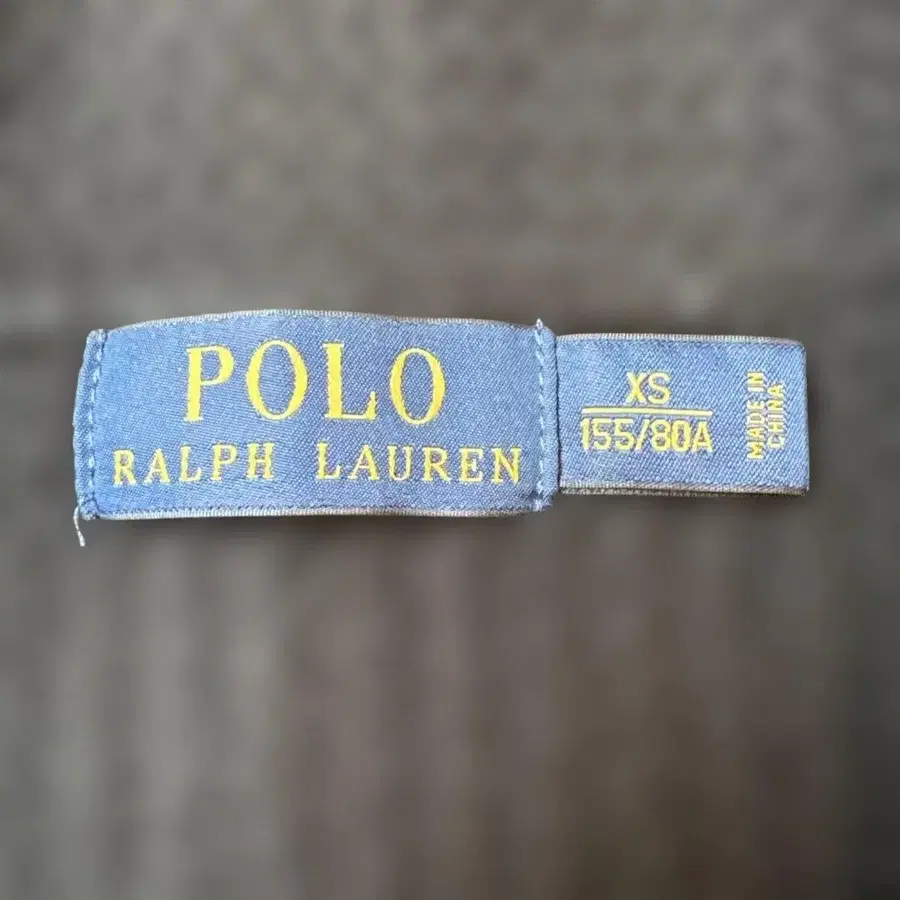 POLO
RALPH LAUREN
XS
155/80A
MADE IN
CHINA